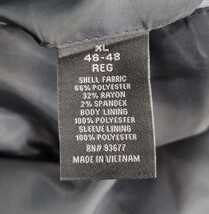 XL
46-48
REG
SHELL FABRIC
66% POLYESTER
32% RAYON
2% SPANDEX
BODY LINING
100% POLYESTER
SLEEVE LINING
100% POLYESTER
RN# 93677
MADE IN VIETNAM